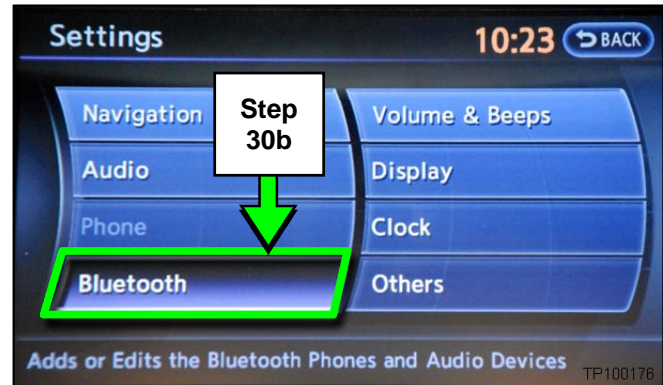 Settings
10:23
BACK
Navigation
Volume & Beeps
Step
30b
Audio
Display
Phone
Clock
Bluetooth
Others
Adds or Edits the Bluetooth Phones and Audio Devices
TP100176